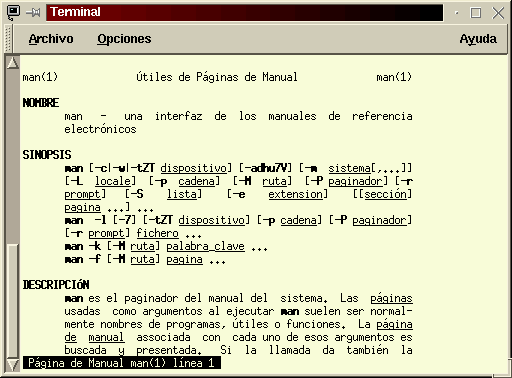 Terminal
Archivo Opciones Ayuda
man(1) Útiles de Páginas de Manual man(1)
NOMBRE
man - una interfaz de los manuales de referencia
electrónicos
SINOPSIS
man [-c|-w|-tZT dispositivo] [-adhu7V] [-m sistema[,...]]
[-L locale] [-p cadena] [-M ruta] [-P paginador] [-r
prompt] [-S lista] [-e extension] [[sección]
pagina ...] ...
man -l [-7] [-tZT dispositivo] [-p cadena] [-P paginador]
[-r prompt] fichero ...
man -k [-M ruta] palabra_clave ...
man -f [-M ruta] pagina ...
DESCRIPCIóN
man es el paginador del manual del sistema. Las páginas
usadas como argumentos al ejecutar man suelen ser normal-
mente nombres de programas, útiles o funciones. La página
de manual associada con cada uno de esos argumentos es
buscada y presentada. Si la llamada da también la
Página de Manual man(1) línea 1